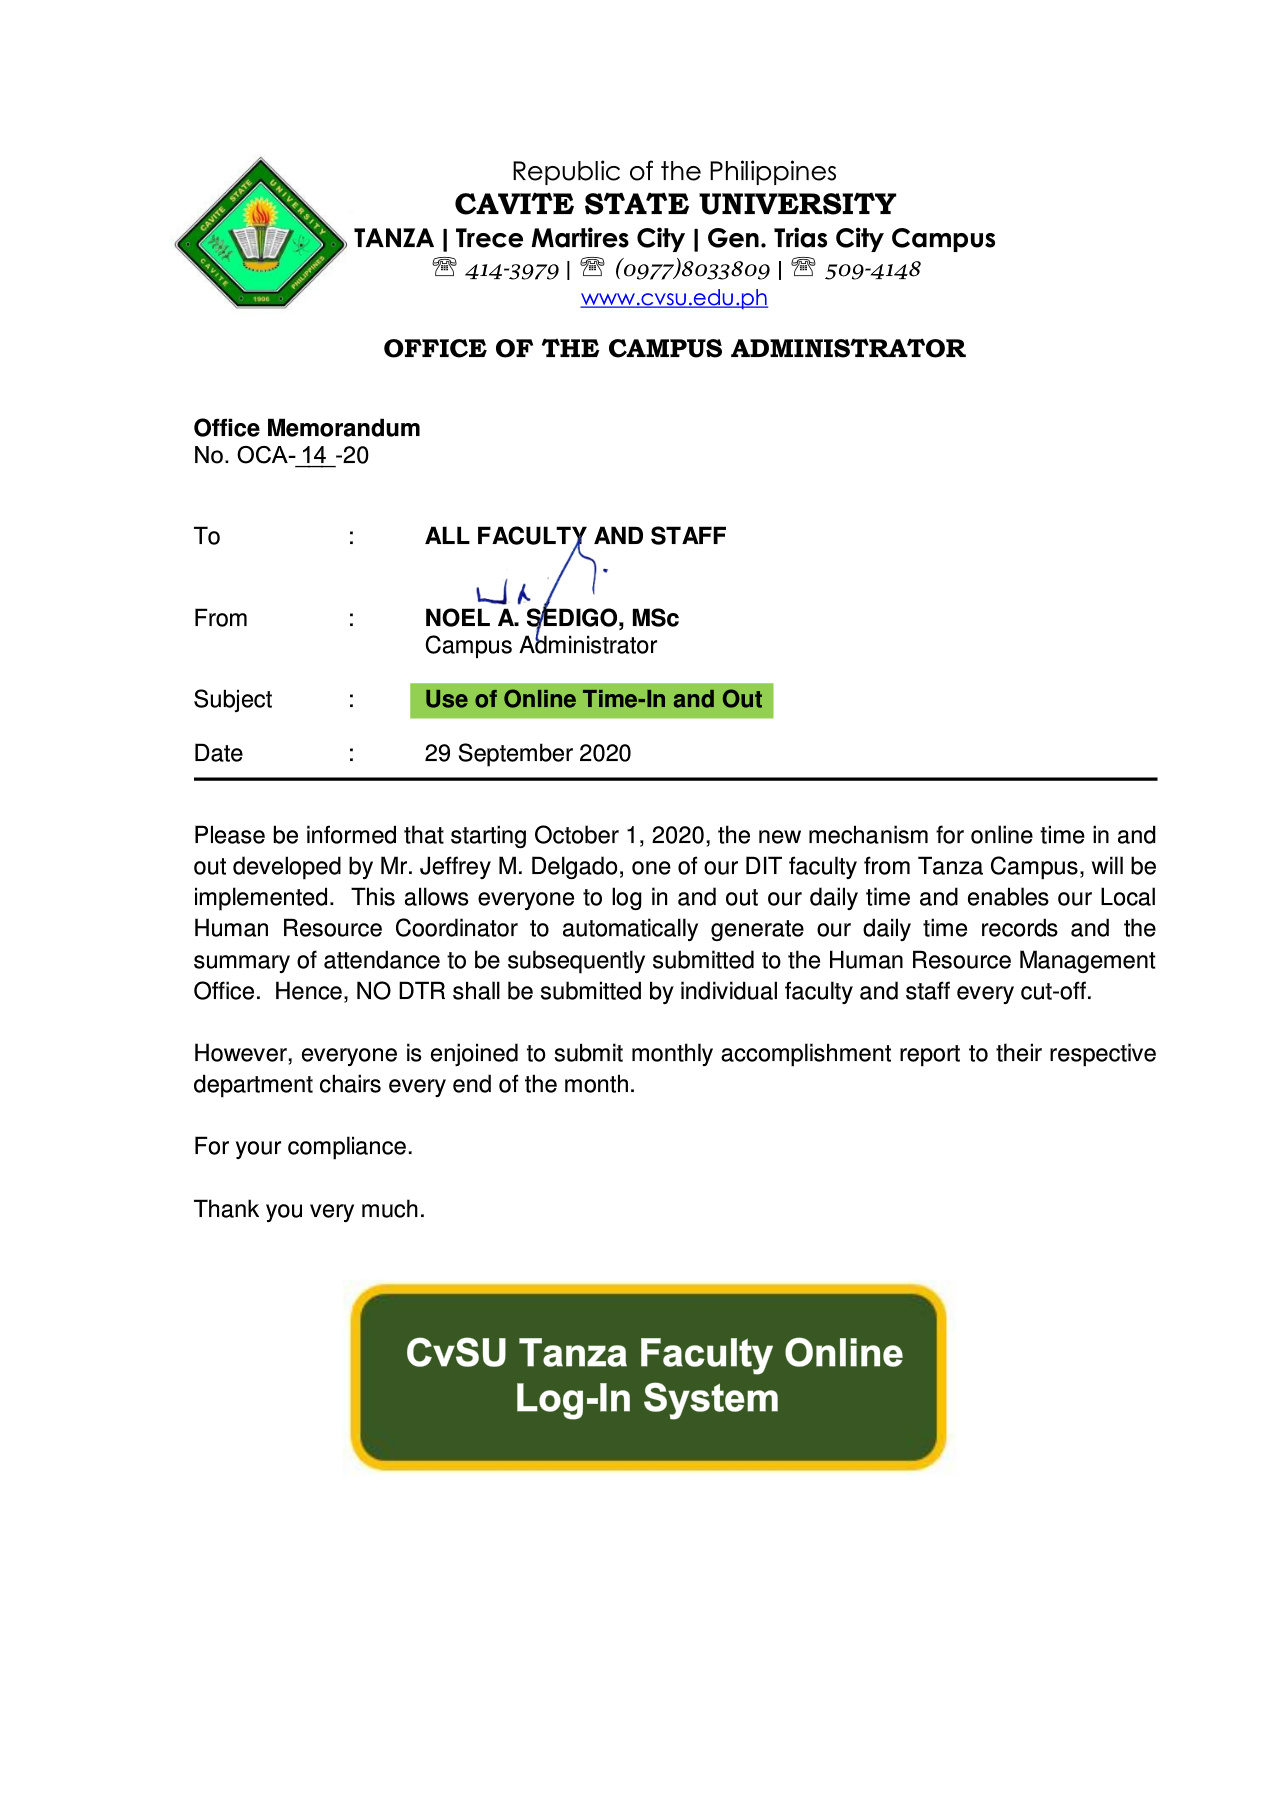 Republic of the Philippines
CAVITE STATE UNIVERSITY
TANZA | Trece Martires City | Gen. Trias City Campus
☏ 414-3979 | ☏ (0977)8033809 | ☏ 509-4148
www.cvsu.edu.ph
CAVITE STATE UNIVERSITY
CAVITE PHILIPPINES
1906
OFFICE OF THE CAMPUS ADMINISTRATOR
Office Memorandum
No. OCA- 14 -20
To : ALL FACULTY AND STAFF
From : NOEL A. SEDIGO, MSc
Campus Administrator
Subject : Use of Online Time-In and Out
Date : 29 September 2020
Please be informed that starting October 1, 2020, the new mechanism for online time in and
out developed by Mr. Jeffrey M. Delgado, one of our DIT faculty from Tanza Campus, will be
implemented.  This allows everyone to log in and out our daily time and enables our Local
Human Resource Coordinator to automatically generate our daily time records and the
summary of attendance to be subsequently submitted to the Human Resource Management
Office.  Hence, NO DTR shall be submitted by individual faculty and staff every cut-off.
However, everyone is enjoined to submit monthly accomplishment report to their respective
department chairs every end of the month.
For your compliance.
Thank you very much.
CvSU Tanza Faculty Online
Log-In System